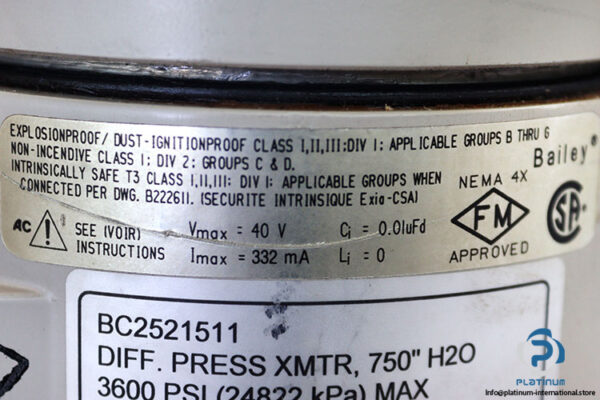 EXPLOSIONPROOF/ DUST-IGNITIONPROOF CLASS I,II,III:DIV I: APPLICABLE GROUPS B THRU G
NON-INCENDIVE CLASS I: DIV 2: GROUPS C & D.
INTRINSICALLY SAFE T3 CLASS I,II,III: DIV I: APPLICABLE GROUPS WHEN
CONNECTED PER DWG. B222611. (SECURITE INTRINSIQUE Exia-CSA)
Bailey®
NEMA 4X
AC
SEE (VOIR)
INSTRUCTIONS
Vmax = 40 V
Ci = 0.01uFd
Imax = 332 mA
Li = 0
FM
APPROVED
SA
BC2521511
DIFF. PRESS XMTR, 750" H2O
3600 PSI (24822 kPa) MAX
PLATINUM
Info@platinum-international.store